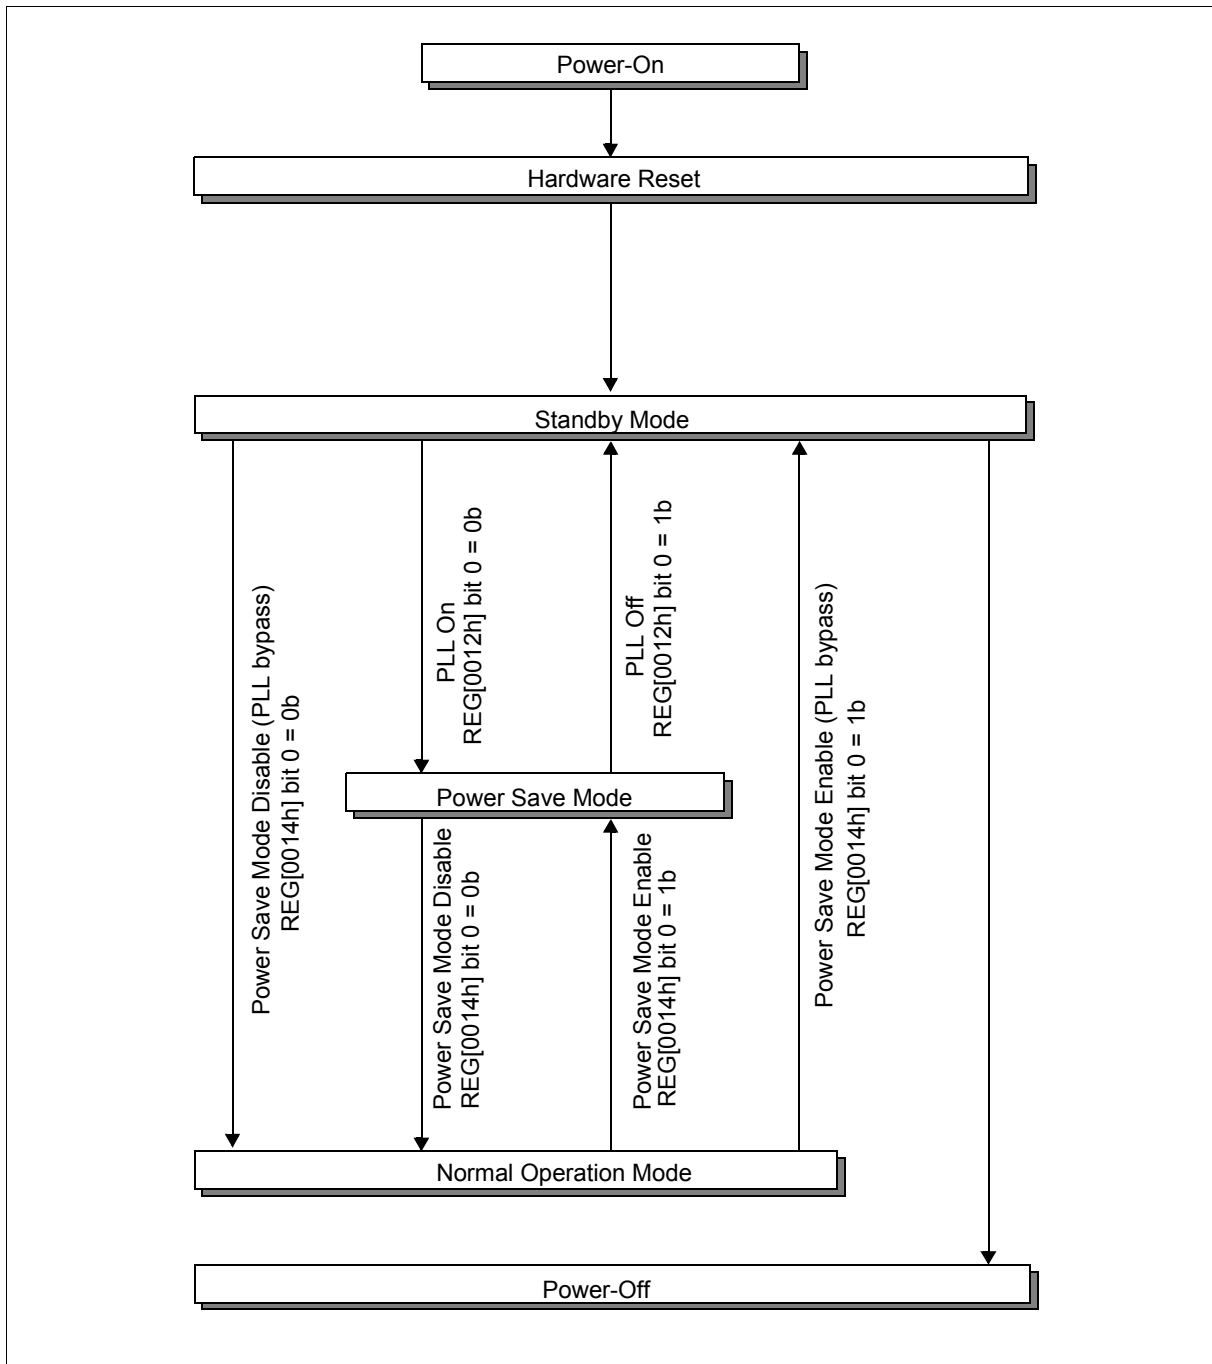 Power-On
Hardware Reset
Standby Mode
Power Save Mode Disable (PLL bypass)
REG[0014h] bit 0 = 0b
PLL On
REG[0012h] bit 0 = 0b
PLL Off
REG[0012h] bit 0 = 1b
Power Save Mode Enable (PLL bypass)
REG[0014h] bit 0 = 1b
Power Save Mode
Power Save Mode Disable
REG[0014h] bit 0 = 0b
Power Save Mode Enable
REG[0014h] bit 0 = 1b
Normal Operation Mode
Power-Off